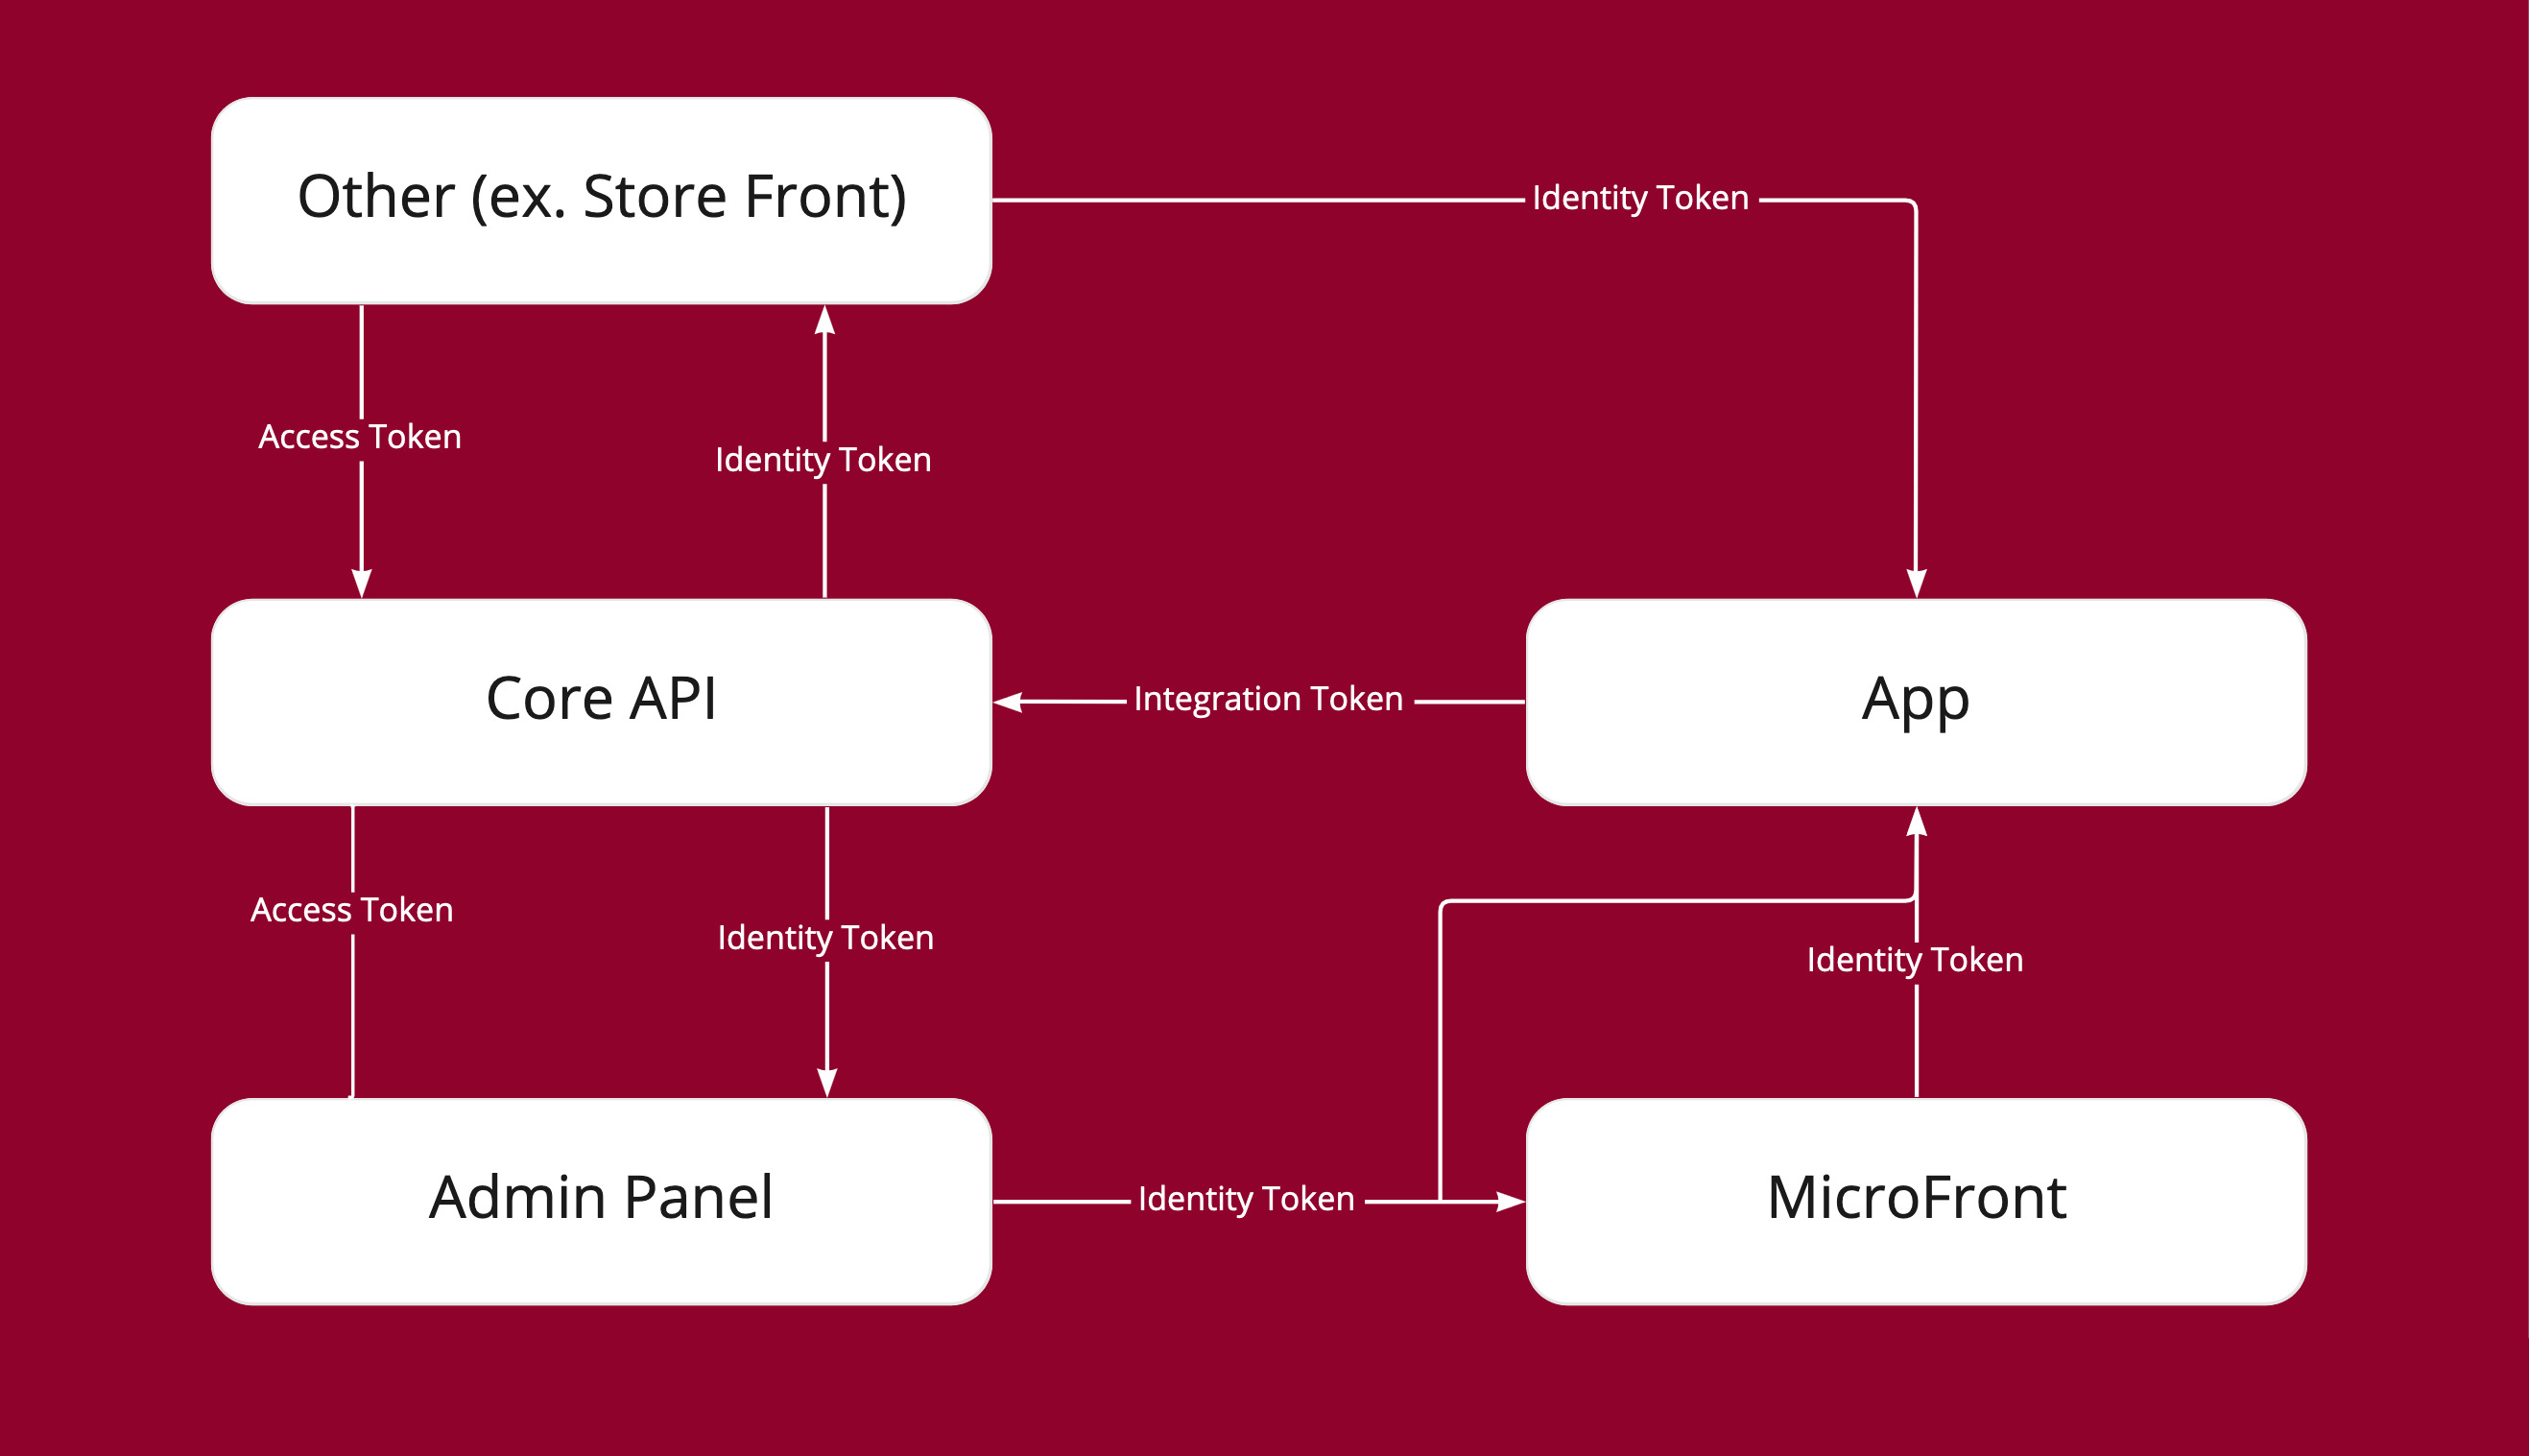 Other (ex. Store Front)
Identity Token
Access Token
Identity Token
Core API
Integration Token
App
Access Token
Identity Token
Identity Token
Admin Panel
Identity Token
MicroFront